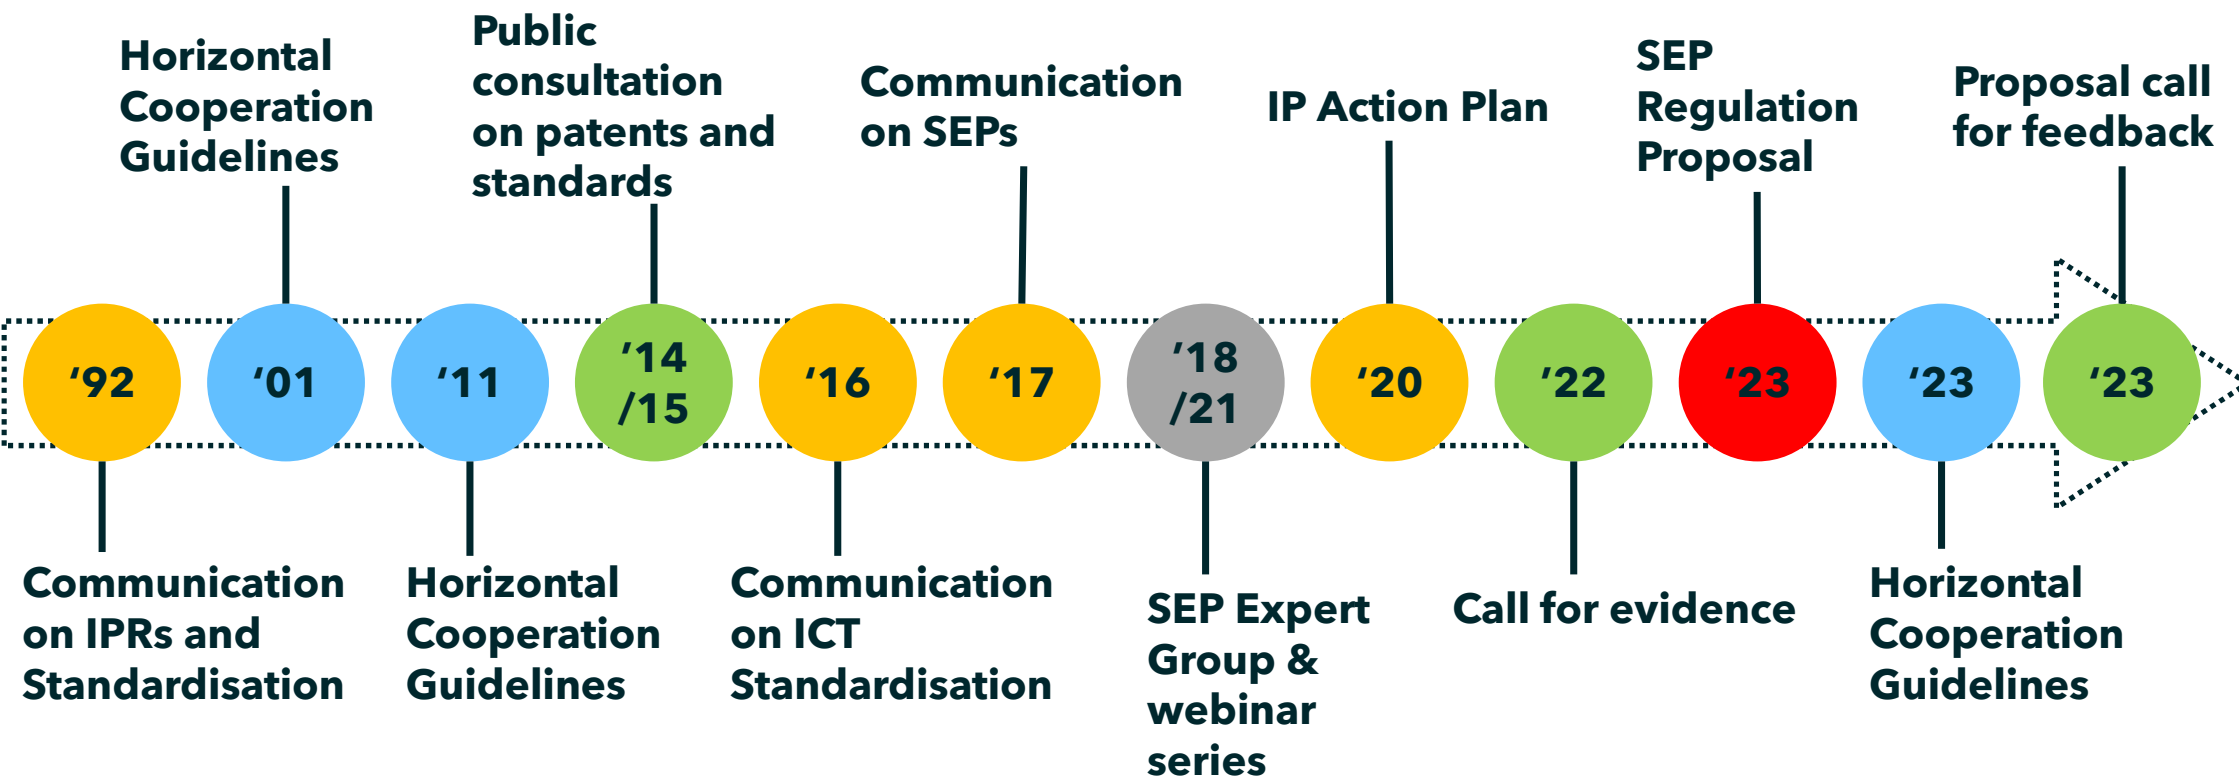 Horizontal
Cooperation
Guidelines
Public
consultation
on patents and
standards
Communication
on SEPs
IP Action Plan
SEP
Regulation
Proposal
Proposal call
for feedback
‘92
‘01
‘11
‘14
/15
‘16
‘17
‘18
/21
‘20
‘22
‘23
‘23
‘23
Communication
on IPRs and
Standardisation
Horizontal
Cooperation
Guidelines
Communication
on ICT
Standardisation
SEP Expert
Group &
webinar
series
Call for evidence
Horizontal
Cooperation
Guidelines